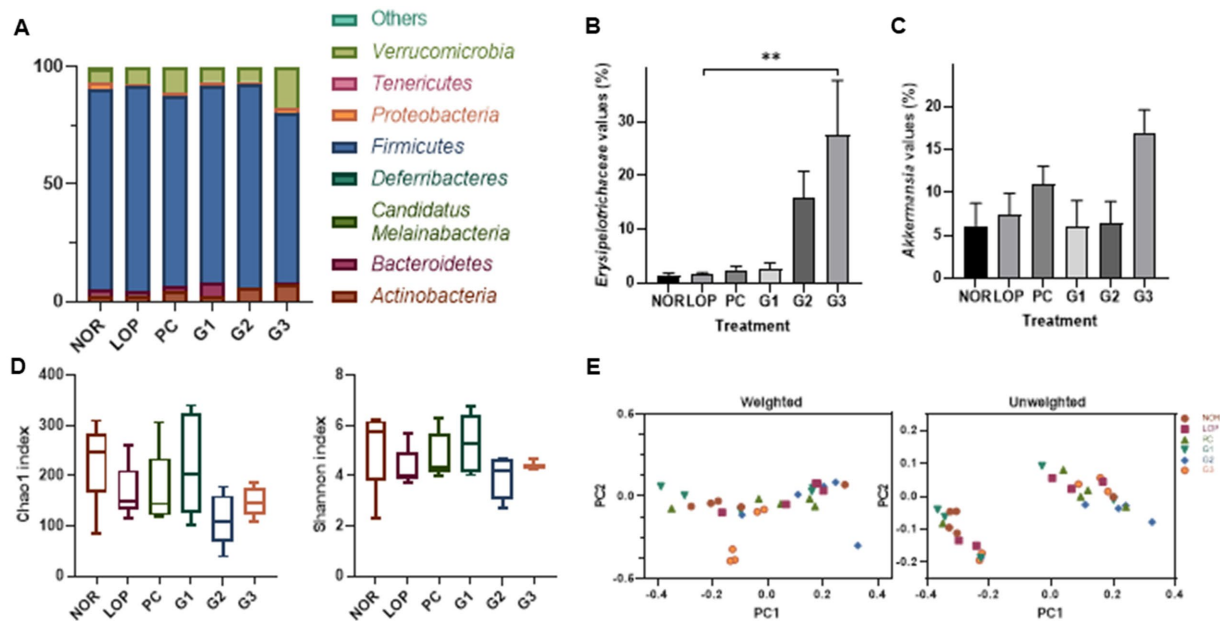 A
Others
Verrucomicrobia
Tenericutes
Proteobacteria
Firmicutes
Deferribacteres
Candidatus
Melainabacteria
Bacteroidetes
Actinobacteria
100
50
0
NOR
LOP
PC
G1
G2
G3
B
**
Erysipelotrichaceae values (%)
30
20
10
0
NOR
LOP
PC
G1
G2
G3
Treatment
C
Akkermansia values (%)
20
15
10
5
0
NOR
LOP
PC
G1
G2
G3
Treatment
D
Chao1 index
400
300
200
100
0
NOR
LOP
PC
G1
G2
G3
Shannon index
8
6
4
2
0
NOR
LOP
PC
G1
G2
G3
E
Weighted
PC2
0.6
0.0
-0.6
-0.4
-0.2
0.0
0.2
0.4
PC1
Unweighted
PC2
0.2
0.1
0.0
-0.1
-0.2
-0.4
-0.2
0.0
0.2
0.4
PC1
NOR
LOP
PC
G1
G2
G3